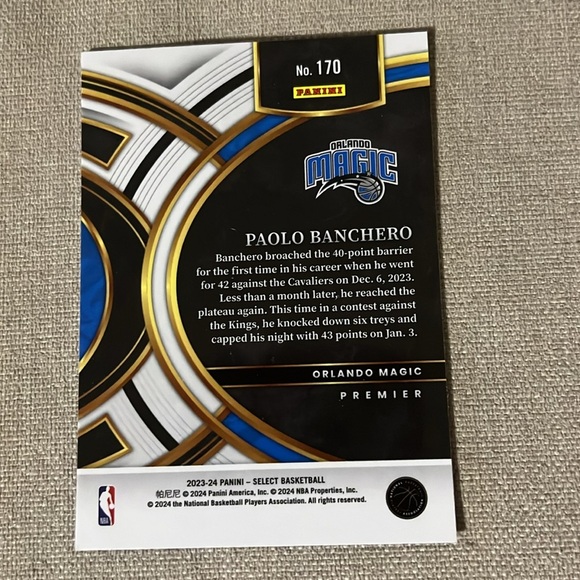 No. 170
PANINI
ORLANDO
MAGIC
PAOLO BANCHERO
Banchero broached the 40-point barrier
for the first time in his career when he went
for 42 against the Cavaliers on Dec. 6, 2023.
Less than a month later, he reached the
plateau again. This time in a contest against
the Kings, he knocked down six treys and
capped his night with 43 points on Jan. 3.
ORLANDO MAGIC
PREMIER
2023-24 PANINI – SELECT BASKETBALL
帕尼尼 © 2024 Panini America, Inc. © 2024 NBA Properties, Inc.
© 2024 the National Basketball Players Association. All rights reserved.
NBA